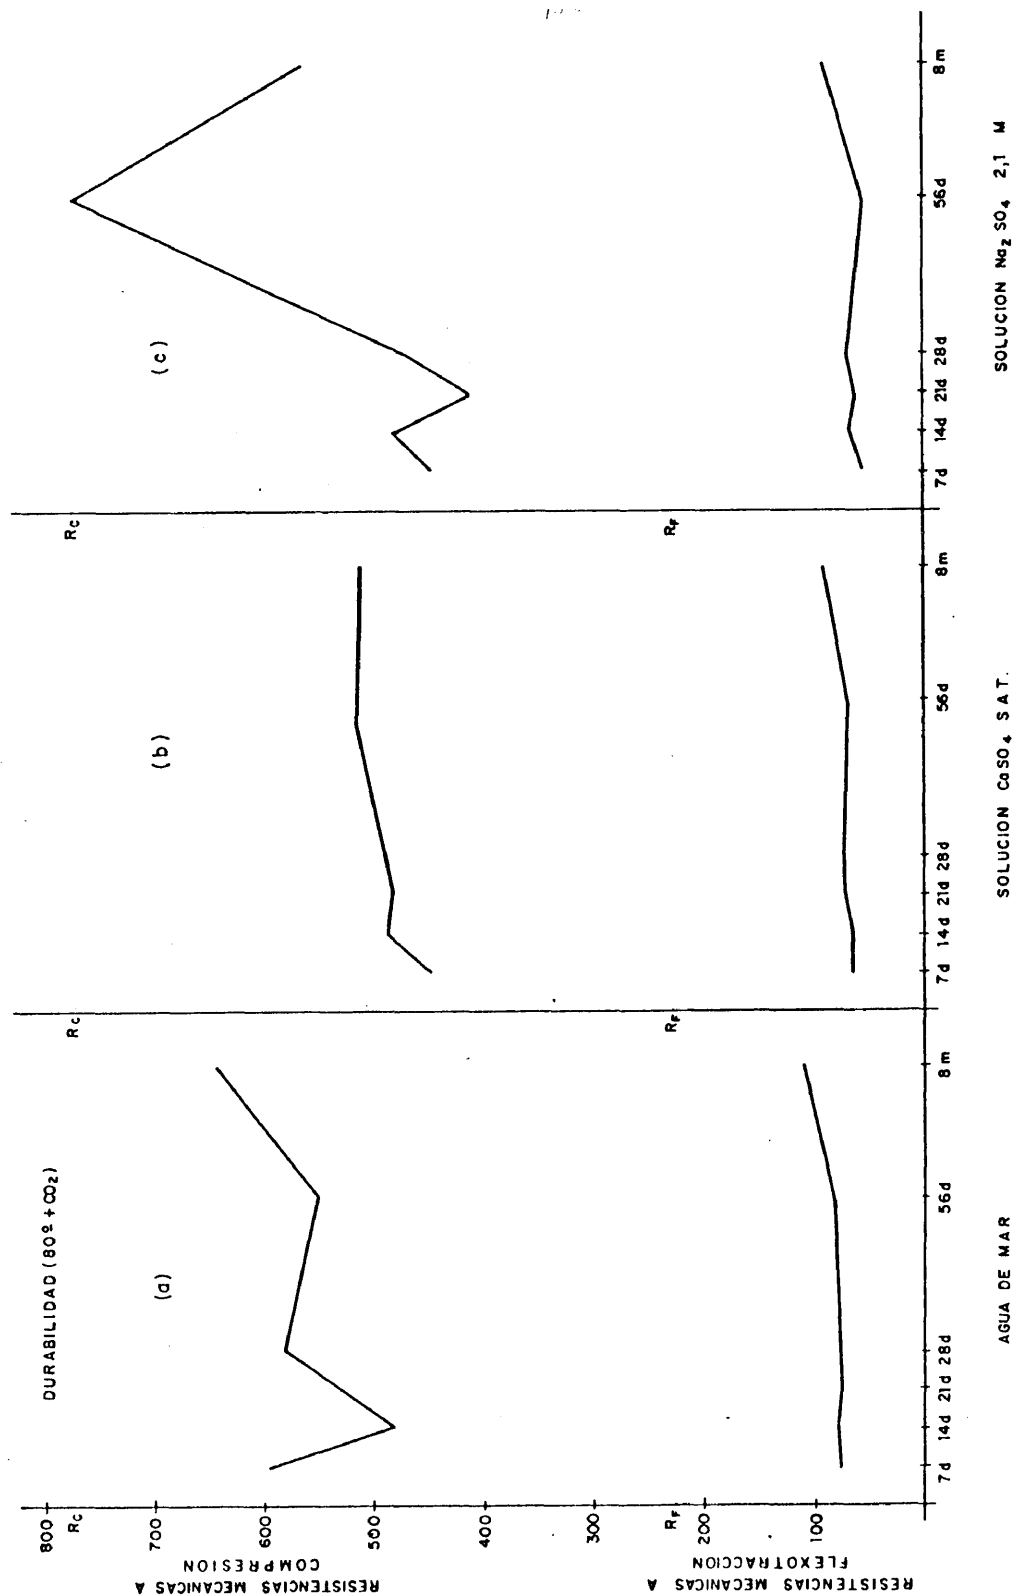 DURABILIDAD (80º + CO₂)
(a)
(b)
(c)
RESISTENCIAS MECANICAS A
COMPRESION
RESISTENCIAS MECANICAS A
FLEXOTRACCION
800
Rc
700
600
500
400
300
RF
200
100
7d 14d 21d 28d 56d 8m
AGUA DE MAR
Rc
RF
7d 14d 21d 28d 56d 8m
SOLUCION CaSO₄ SAT.
Rc
RF
7d 14d 21d 28d 56d 8m
SOLUCION Na₂SO₄ 2,1 M